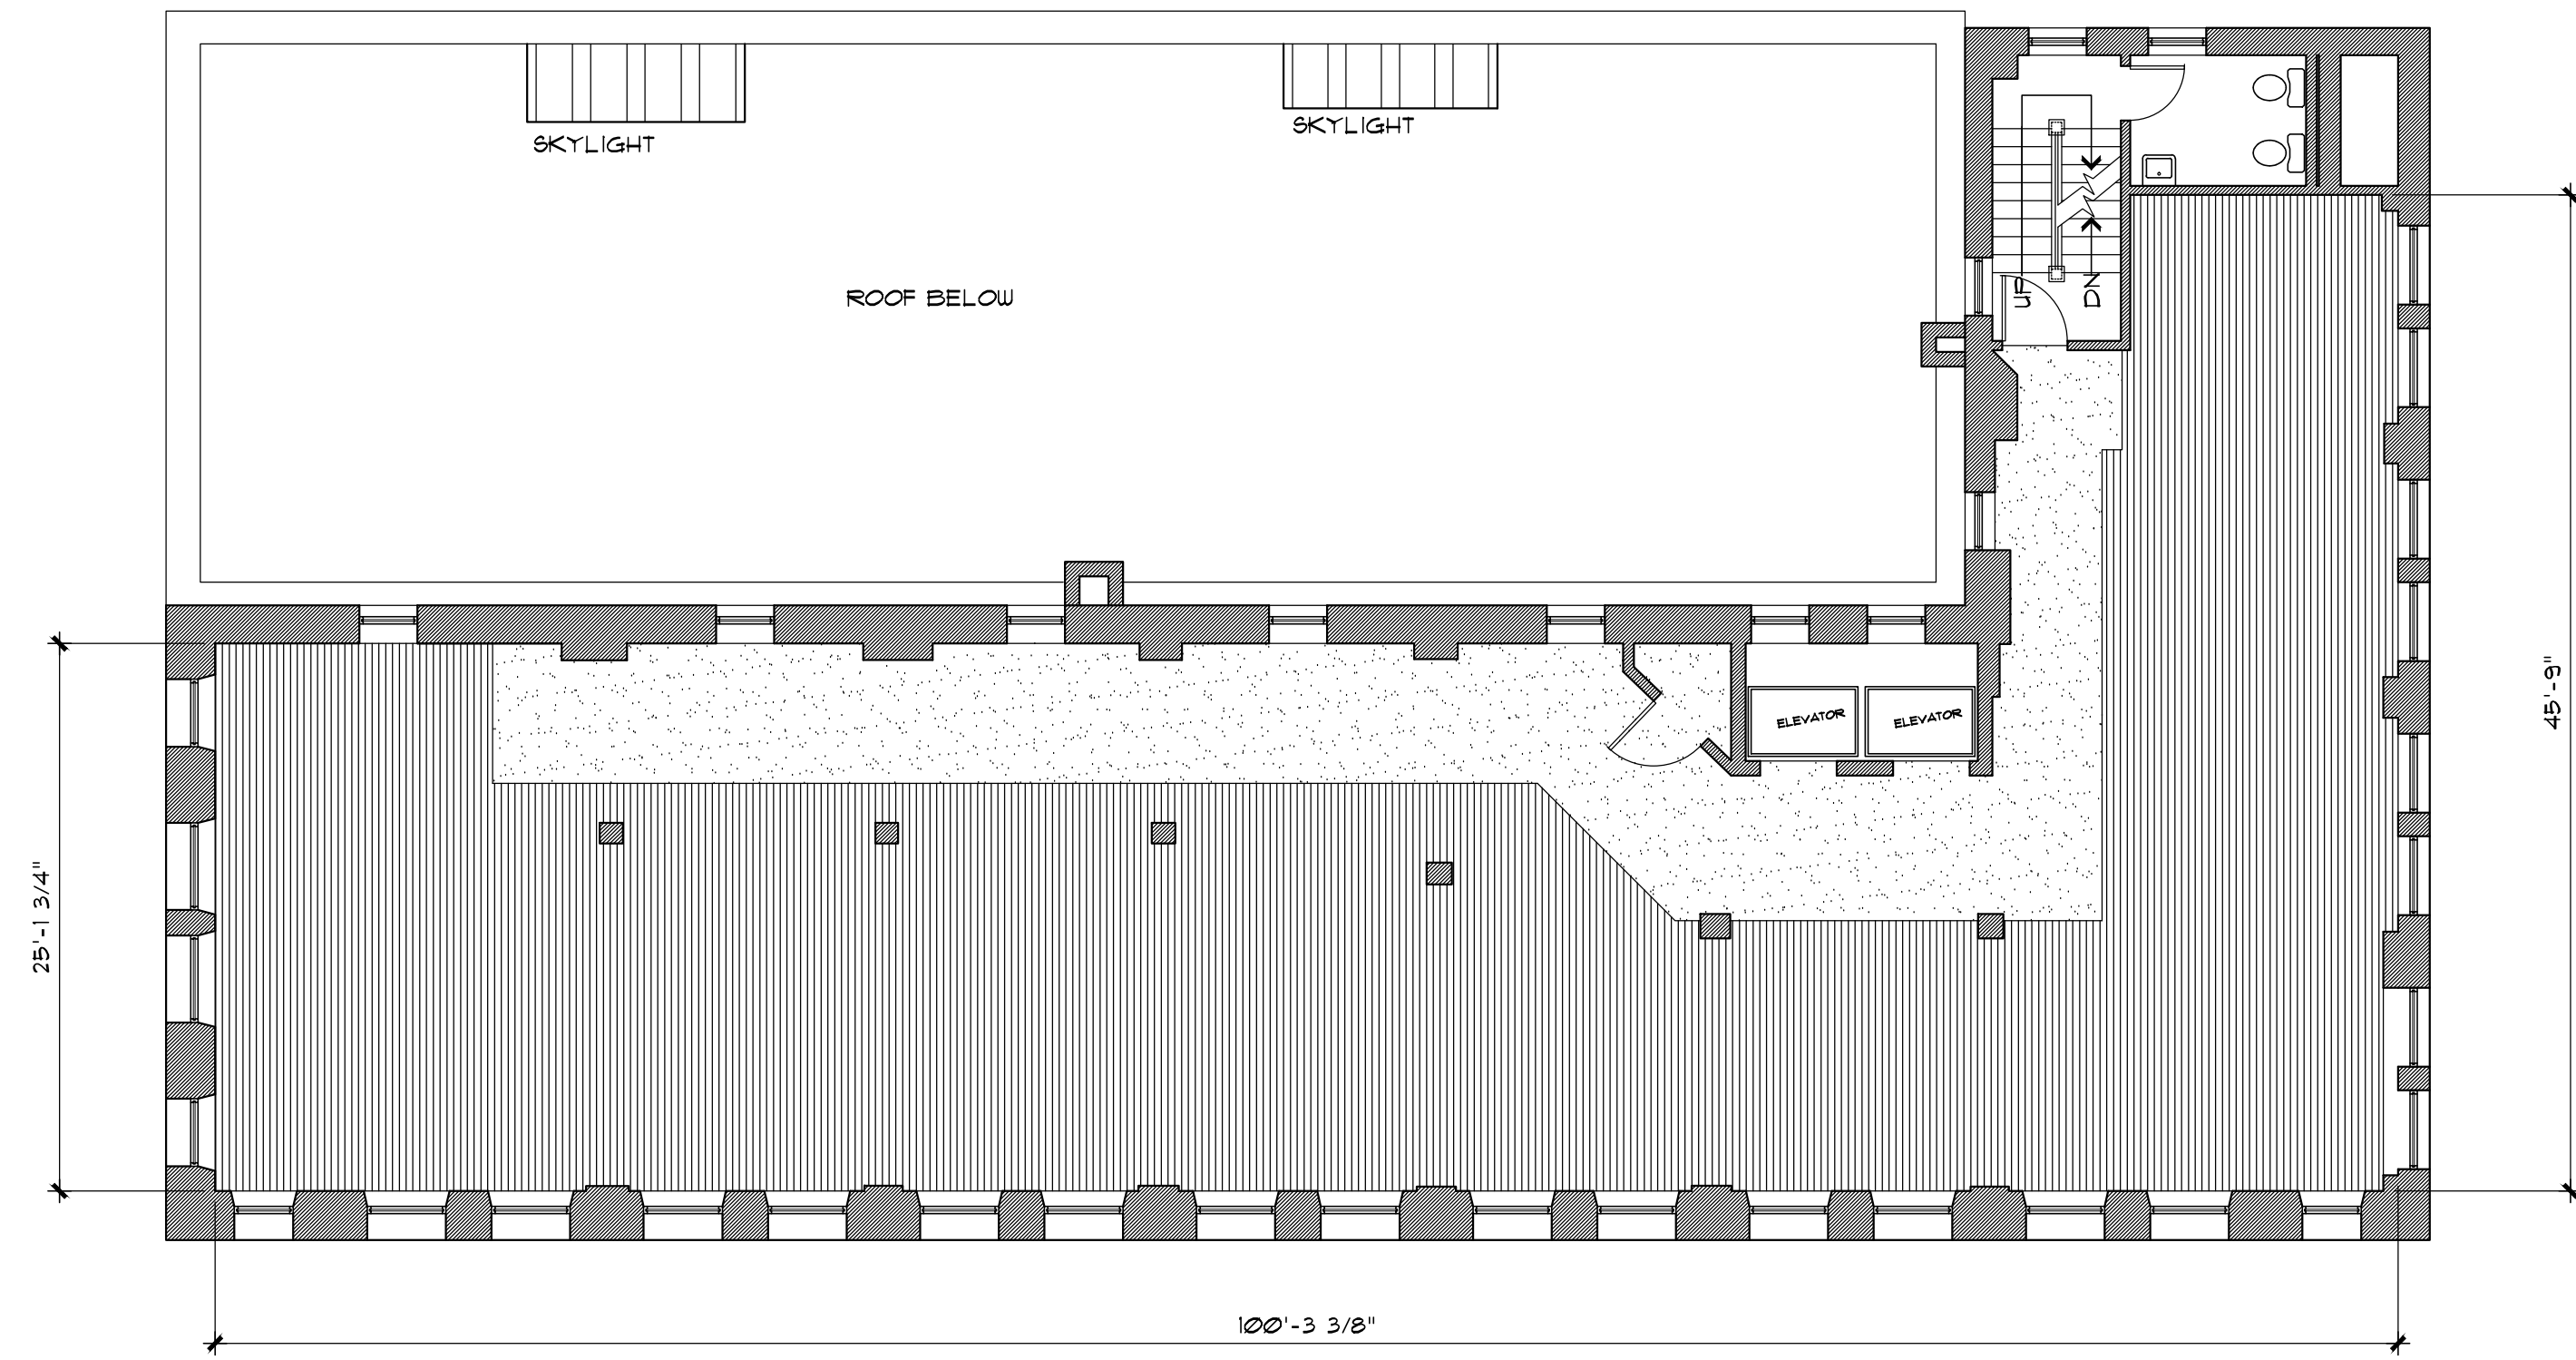 SKYLIGHT
SKYLIGHT
ROOF BELOW
UP
DN
ELEVATOR
ELEVATOR
25'-1 3/4"
45'-9"
100'-3 3/8"